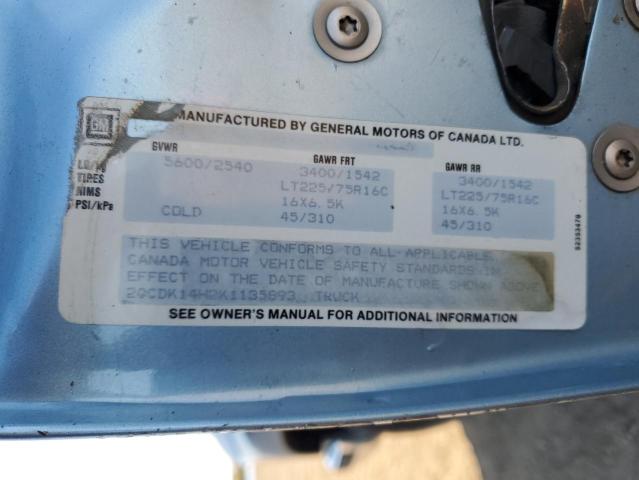 GM
MANUFACTURED BY GENERAL MOTORS OF CANADA LTD.
GVWR GAWR FRT GAWR RR
LB/kg 5600/2540 3400/1542 3400/1542
TIRES LT225/75R16C LT225/75R16C
RIMS 16X6.5K 16X6.5K
PSI/kPa COLD 45/310 45/310
THIS VEHICLE CONFORMS TO ALL APPLICABLE
CANADA MOTOR VEHICLE SAFETY STANDARDS IN
EFFECT ON THE DATE OF MANUFACTURE SHOWN ABOVE
TRUCK
SEE OWNER'S MANUAL FOR ADDITIONAL INFORMATION